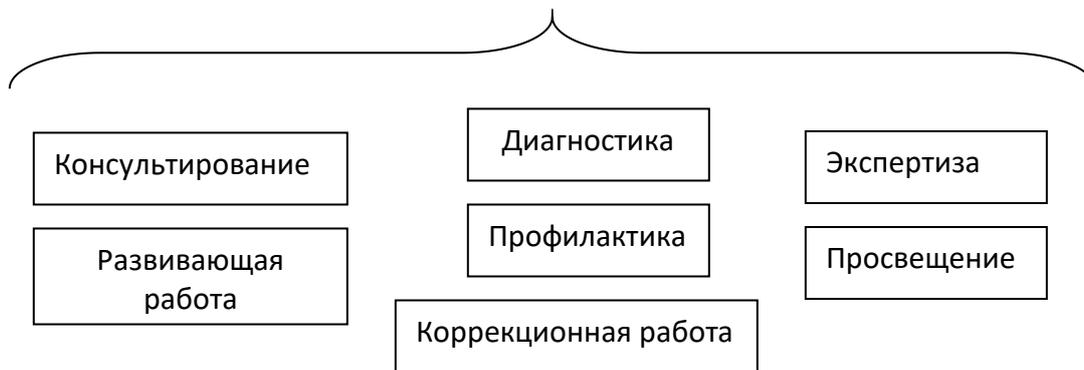 Консультирование
Развивающая
работа
Диагностика
Профилактика
Коррекционная работа
Экспертиза
Просвещение